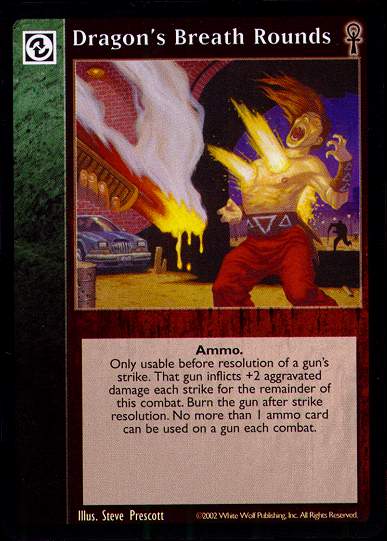 Dragon's Breath Rounds
Ammo.
Only usable before resolution of a gun's
strike. That gun inflicts +2 aggravated
damage each strike for the remainder of
this combat. Burn the gun after strike
resolution. No more than 1 ammo card
can be used on a gun each combat.
Illus. Steve Prescott
©2002 White Wolf Publishing, Inc. All Rights Reserved.